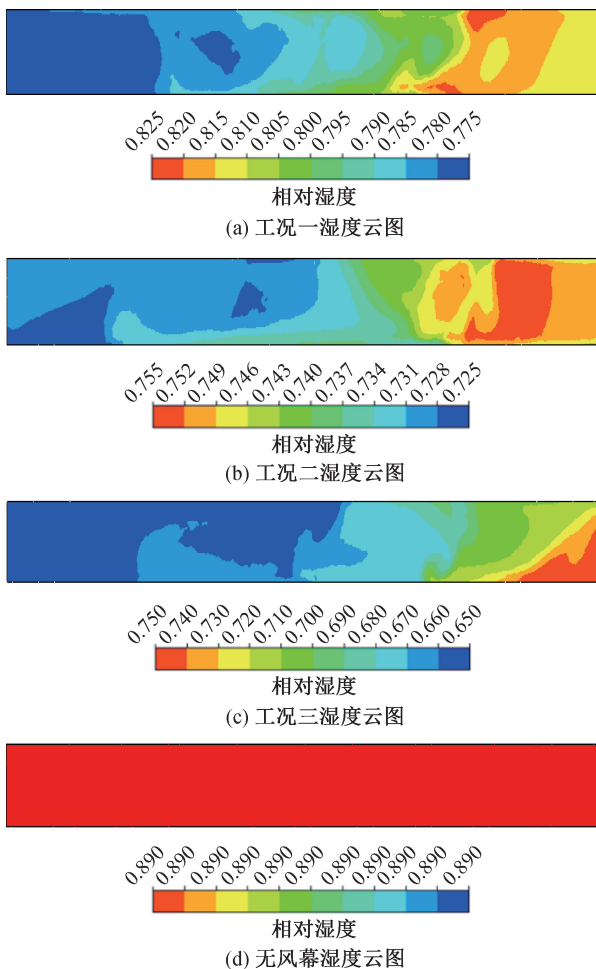 0.825 0.820 0.815 0.810 0.805 0.800 0.795 0.790 0.785 0.780 0.775
相对湿度
(a) 工况一湿度云图
0.755 0.752 0.749 0.746 0.743 0.740 0.737 0.734 0.731 0.728 0.725
相对湿度
(b) 工况二湿度云图
0.750 0.740 0.730 0.720 0.710 0.700 0.690 0.680 0.670 0.660 0.650
相对湿度
(c) 工况三湿度云图
0.890 0.890 0.890 0.890 0.890 0.890 0.890 0.890 0.890 0.890 0.890
相对湿度
(d) 无风幕湿度云图